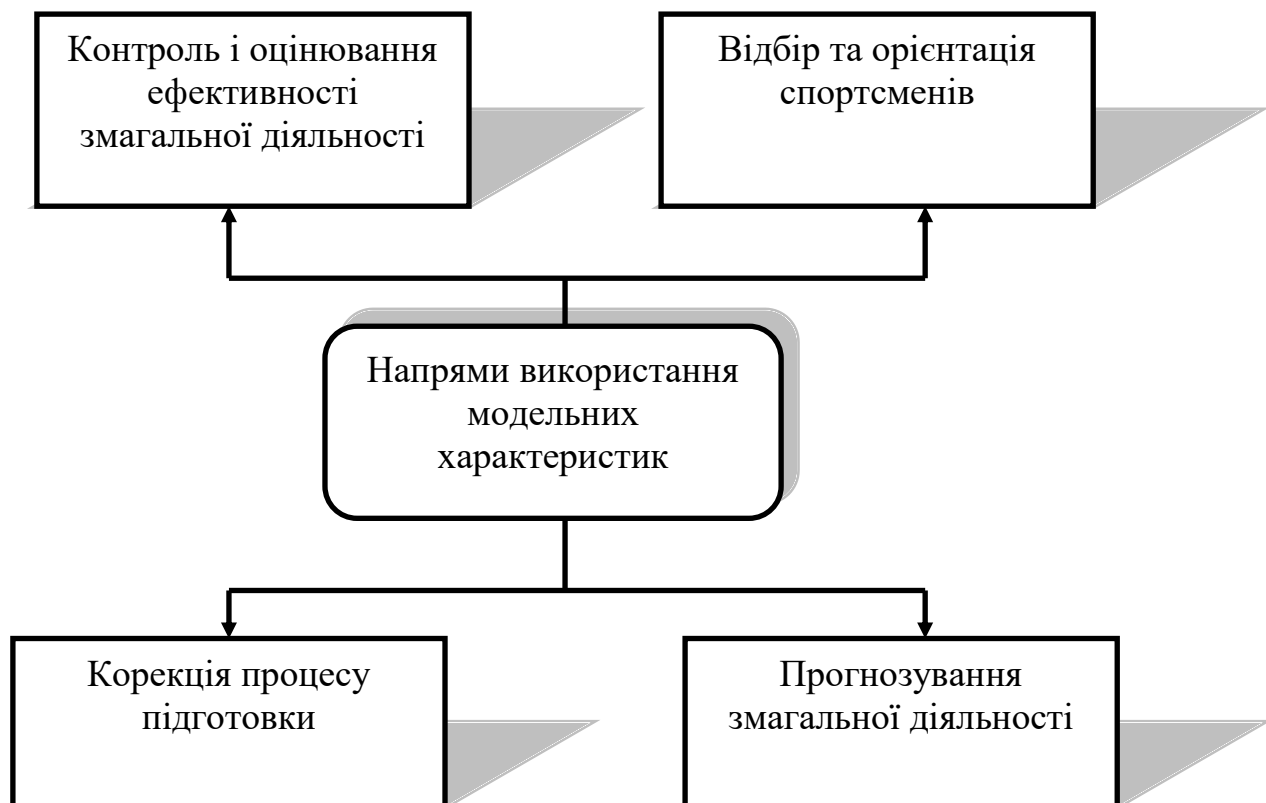 Контроль і оцінювання
ефективності
змагальної діяльності
Відбір та орієнтація
спортсменів
Напрями використання
модельних
характеристик
Корекція процесу
підготовки
Прогнозування
змагальної діяльності